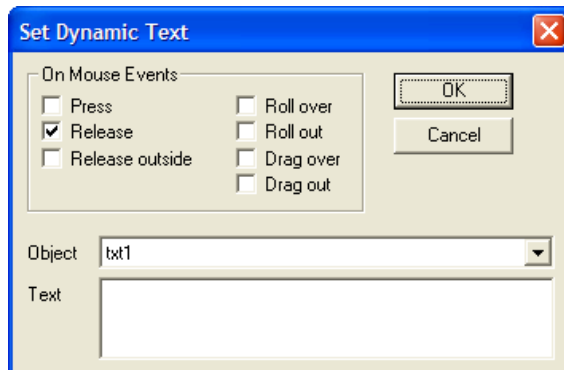 Set Dynamic Text
On Mouse Events
Press
Release
Release outside
Roll over
Roll out
Drag over
Drag out
OK
Cancel
Object txt1
Text